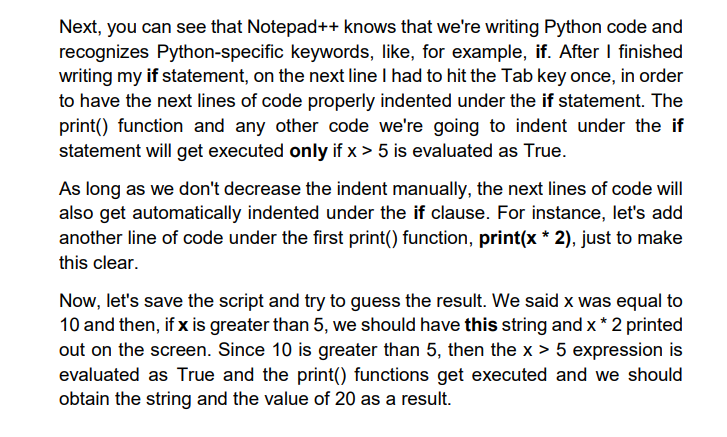 Next, you can see that Notepad++ knows that we're writing Python code and
recognizes Python-specific keywords, like, for example, if. After I finished
writing my if statement, on the next line I had to hit the Tab key once, in order
to have the next lines of code properly indented under the if statement. The
print() function and any other code we're going to indent under the if
statement will get executed only if x > 5 is evaluated as True.
As long as we don't decrease the indent manually, the next lines of code will
also get automatically indented under the if clause. For instance, let's add
another line of code under the first print() function, print(x * 2), just to make
this clear.
Now, let's save the script and try to guess the result. We said x was equal to
10 and then, if x is greater than 5, we should have this string and x * 2 printed
out on the screen. Since 10 is greater than 5, then the x > 5 expression is
evaluated as True and the print() functions get executed and we should
obtain the string and the value of 20 as a result.